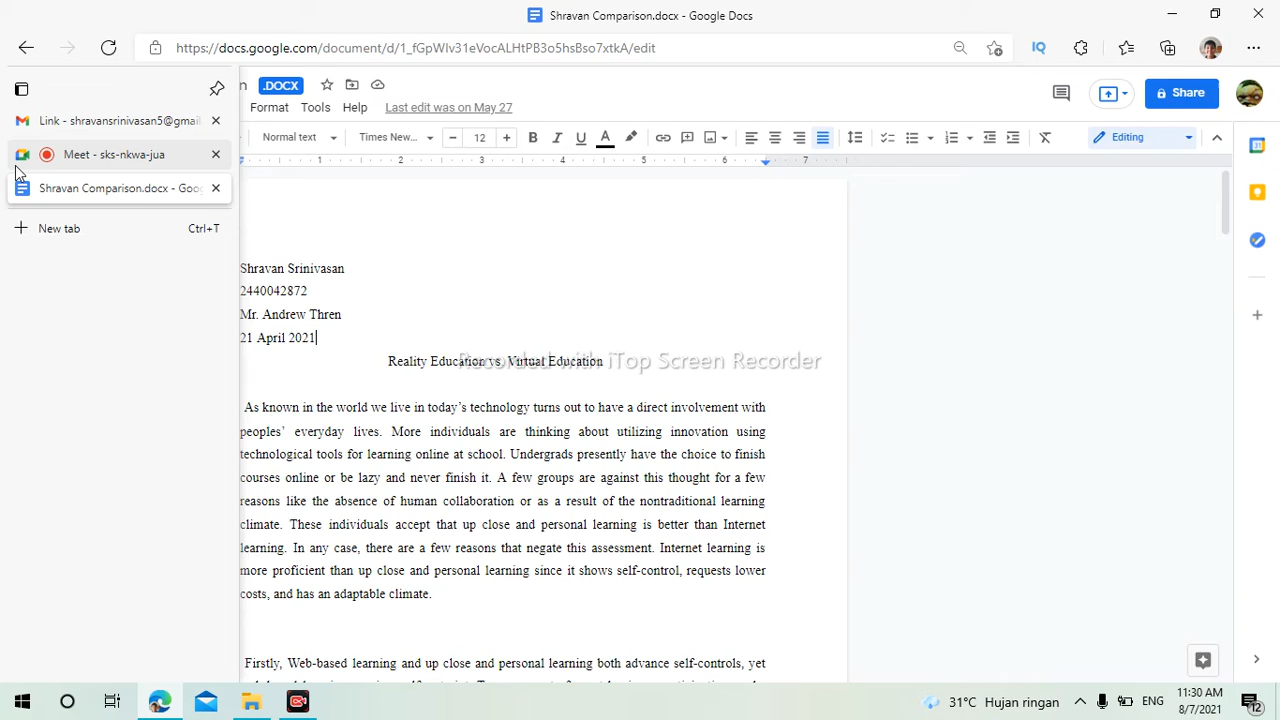 Shravan Comparison.docx - Google Docs
https://docs.google.com/document/d/1_fGpWIv31eVocALHtPB3o5hsBso7xtkA/edit
.DOCX
Share
Link - shravansrinivasan5@gmai
Meet - sks-nkwa-jua
Shravan Comparison.docx - Goog
New tab Ctrl+T
Format Tools Help Last edit was on May 27
Normal text Times New... 12 Editing
1 2 3 4 5 6 7
Shravan Srinivasan
2440042872
Mr. Andrew Thren
21 April 2021
Reality Education vs. Virtual Education
Recorded with iTop Screen Recorder
As known in the world we live in today’s technology turns out to have a direct involvement with
peoples’ everyday lives. More individuals are thinking about utilizing innovation using
technological tools for learning online at school. Undergrads presently have the choice to finish
courses online or be lazy and never finish it. A few groups are against this thought for a few
reasons like the absence of human collaboration or as a result of the nontraditional learning
climate. These individuals accept that up close and personal learning is better than Internet
learning. In any case, there are a few reasons that negate this assessment. Internet learning is
more proficient than up close and personal learning since it shows self-control, requests lower
costs, and has an adaptable climate.
Firstly, Web-based learning and up close and personal learning both advance self-controls, yet
31°C Hujan ringan
ENG
11:30 AM
8/7/2021
12